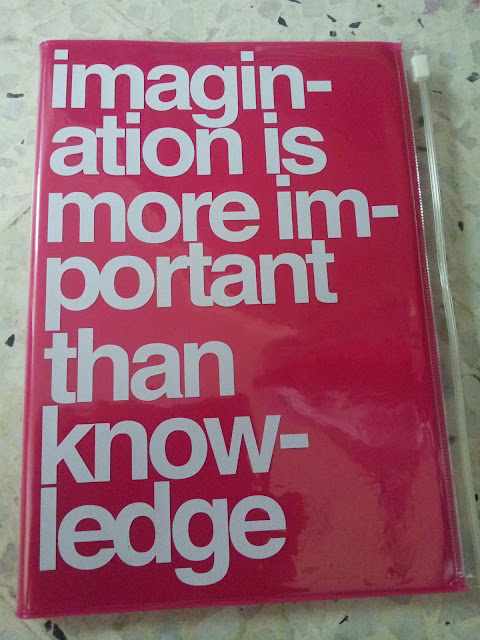 imagin-
ation is
more im-
portant
than
know-
ledge